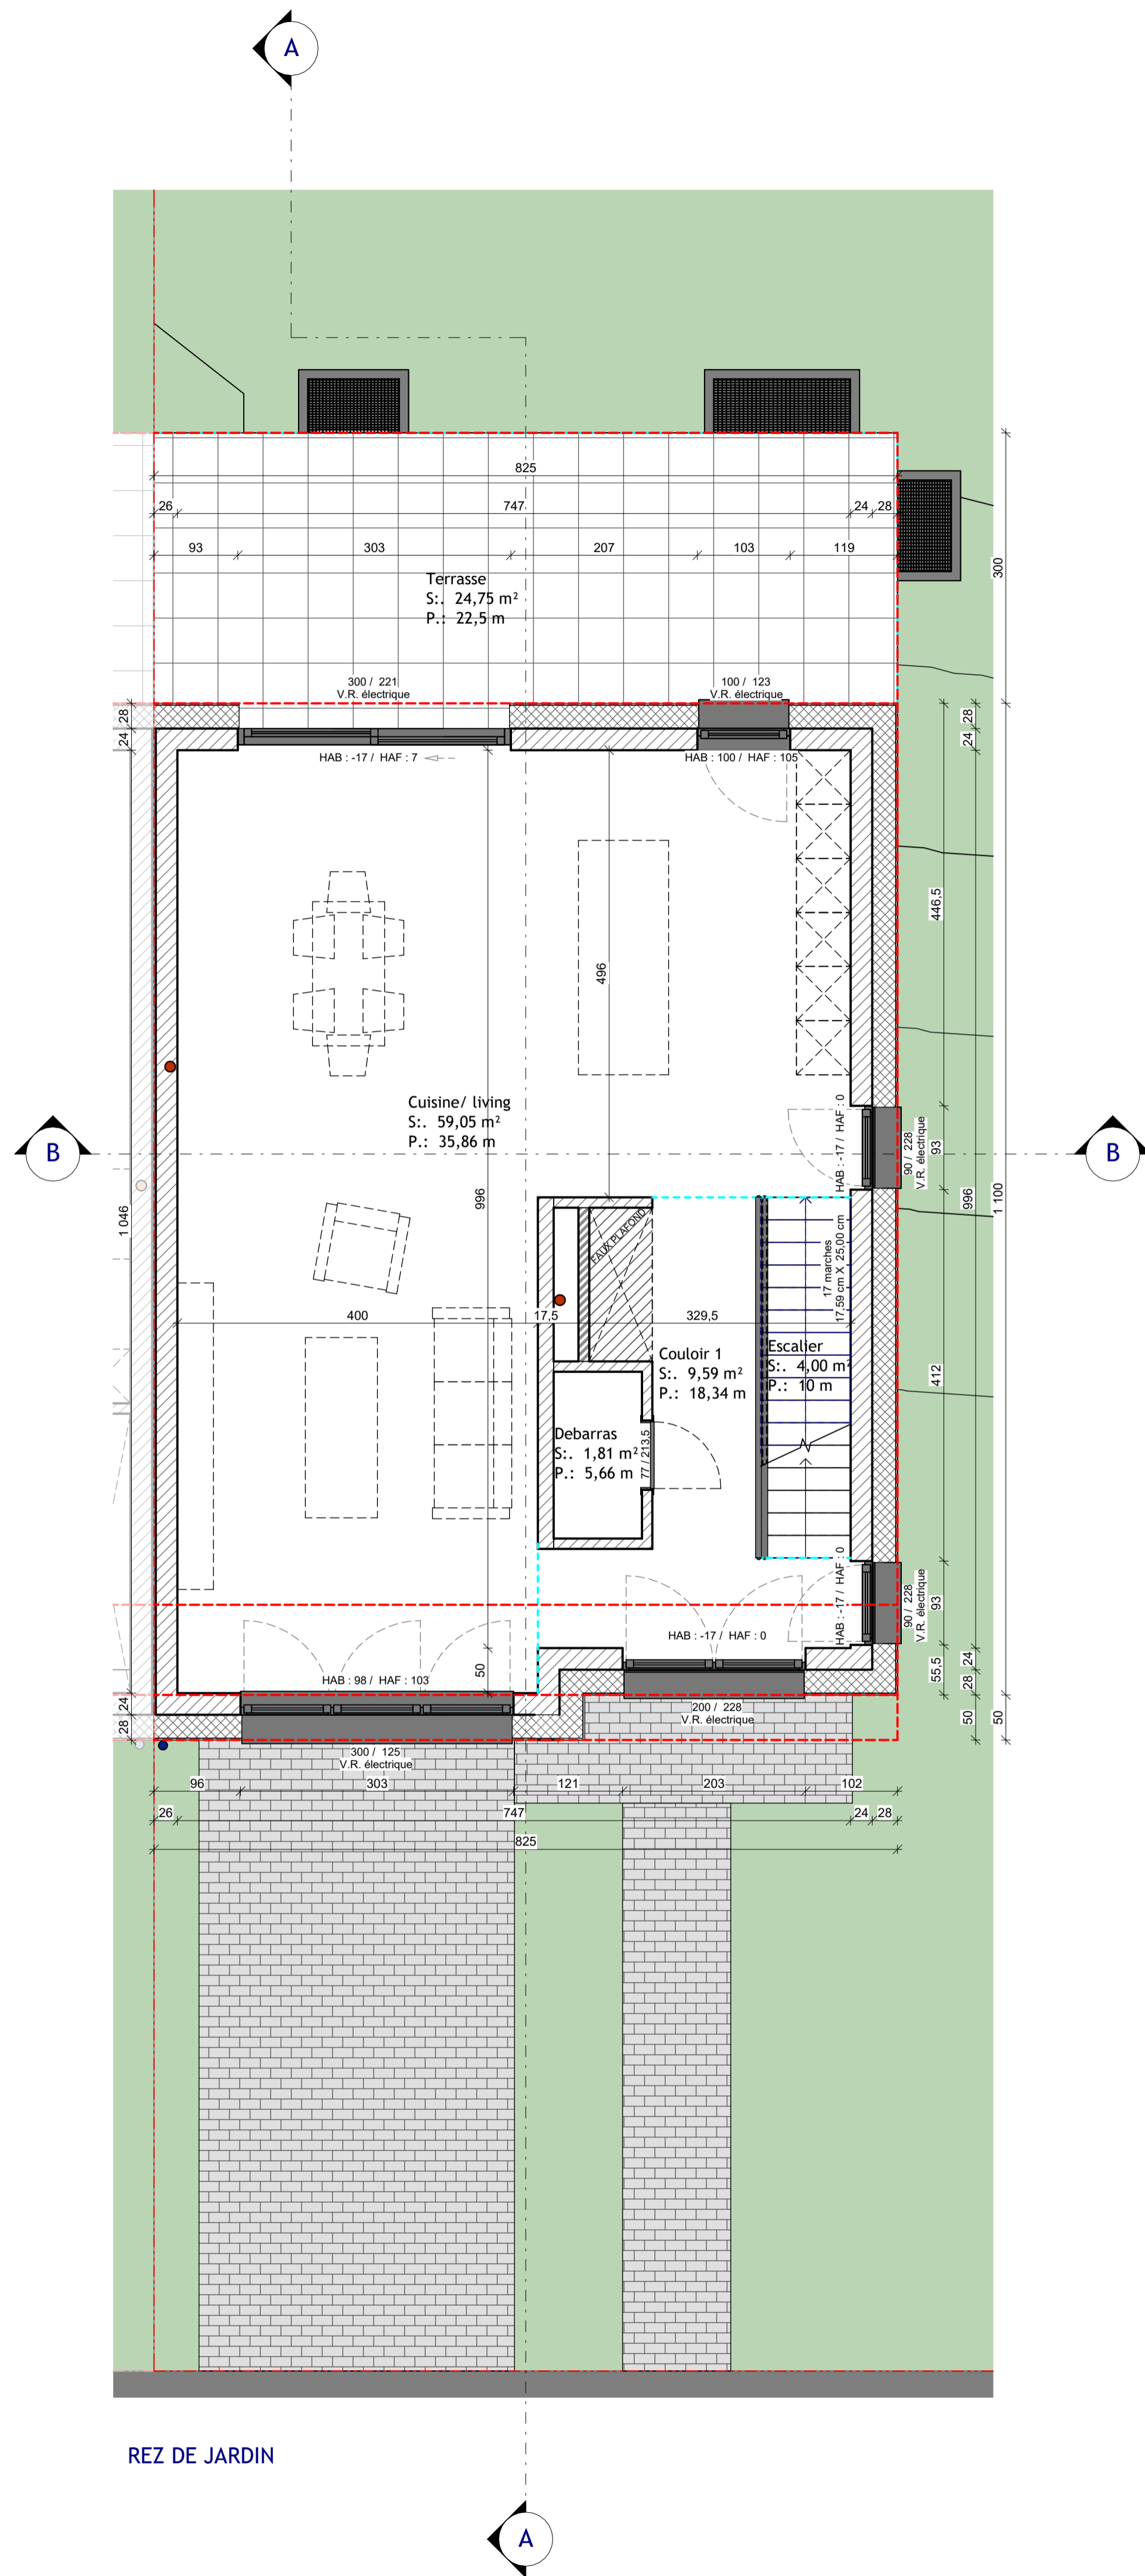 A
825
26
747
24
28
93
303
207
103
119
300
Terrasse
S:. 24,75 m²
P.: 22,5 m
300 / 221
V.R. électrique
100 / 123
V.R. électrique
28
24
28
24
HAB : -17 / HAF : 7
HAB : 100 / HAF : 105
446,5
496
Cuisine/ living
S:. 59,05 m²
P.: 35,86 m
HAB : -17 / HAF : 0
90 / 228
V.R. électrique
93
B
B
1 046
996
996
1 100
FAUX PLAFOND
17 marches
17,59 cm X 25,00 cm
400
17,5
329,5
Couloir 1
S:. 9,59 m²
P.: 18,34 m
Escalier
S:. 4,00 m²
P.: 10 m
412
Debarras
S:. 1,81 m²
P.: 5,66 m
77 / 213,5
HAB : -17 / HAF : 0
90 / 228
V.R. électrique
93
HAB : -17 / HAF : 0
50
HAB : 98 / HAF : 103
55,5
24
28
50
50
24
28
200 / 228
V.R. électrique
300 / 125
V.R. électrique
96
303
121
203
102
26
747
24
28
825
REZ DE JARDIN
A